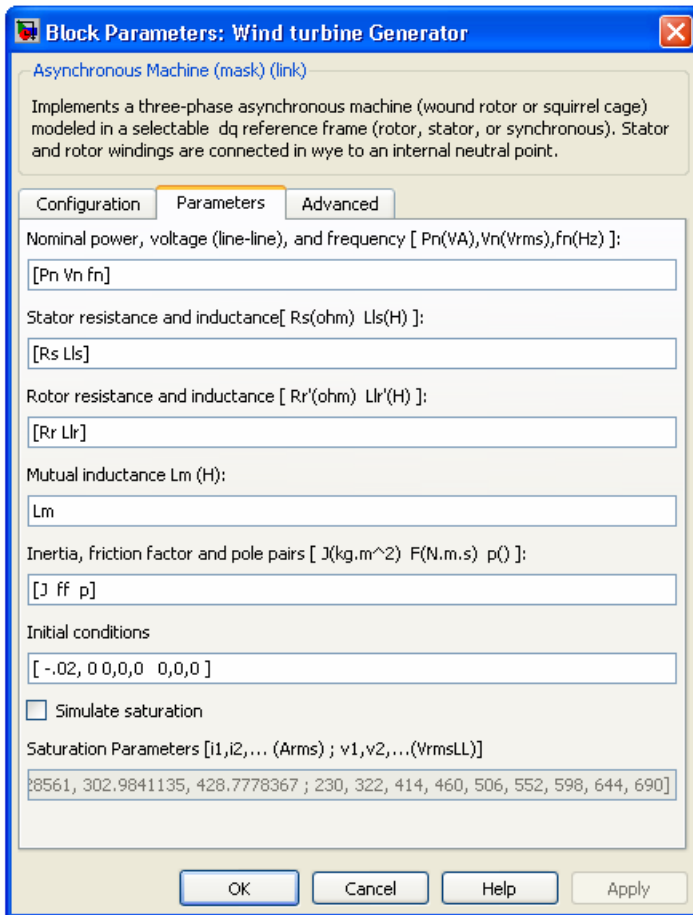 Block Parameters: Wind turbine Generator
Asynchronous Machine (mask) (link)
Implements a three-phase asynchronous machine (wound rotor or squirrel cage)
modeled in a selectable dq reference frame (rotor, stator, or synchronous). Stator
and rotor windings are connected in wye to an internal neutral point.
Configuration Parameters Advanced
Nominal power, voltage (line-line), and frequency [ Pn(VA),Vn(Vrms),fn(Hz) ]:
[Pn Vn fn]
Stator resistance and inductance[ Rs(ohm) Lls(H) ]:
[Rs Lls]
Rotor resistance and inductance [ Rr'(ohm) Llr'(H) ]:
[Rr Llr]
Mutual inductance Lm (H):
Lm
Inertia, friction factor and pole pairs [ J(kg.m^2) F(N.m.s) p() ]:
[J ff p]
Initial conditions
[ -.02, 0 0,0,0 0,0,0 ]
Simulate saturation
Saturation Parameters [i1,i2,... (Arms) ; v1,v2,...(VrmsLL)]
28561, 302.9841135, 428.7778367 ; 230, 322, 414, 460, 506, 552, 598, 644, 690]
OK Cancel Help Apply